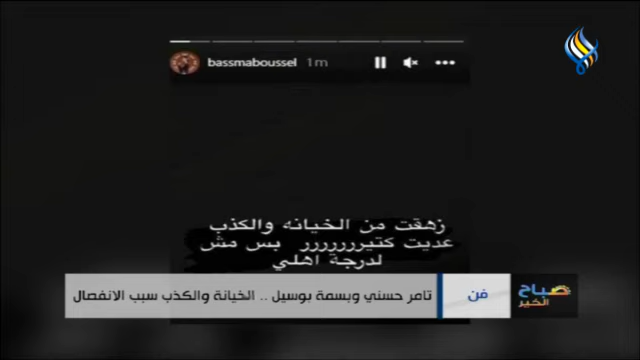 bassmaboussel 1m
زهقت من الخيانه والكذب
عديت كتيررررررر بس مش
لدرجة اهلي
تامر حسني وبسمة بوسيل .. الخيانة والكذب سبب الانفصال
فن
صباح
الخير